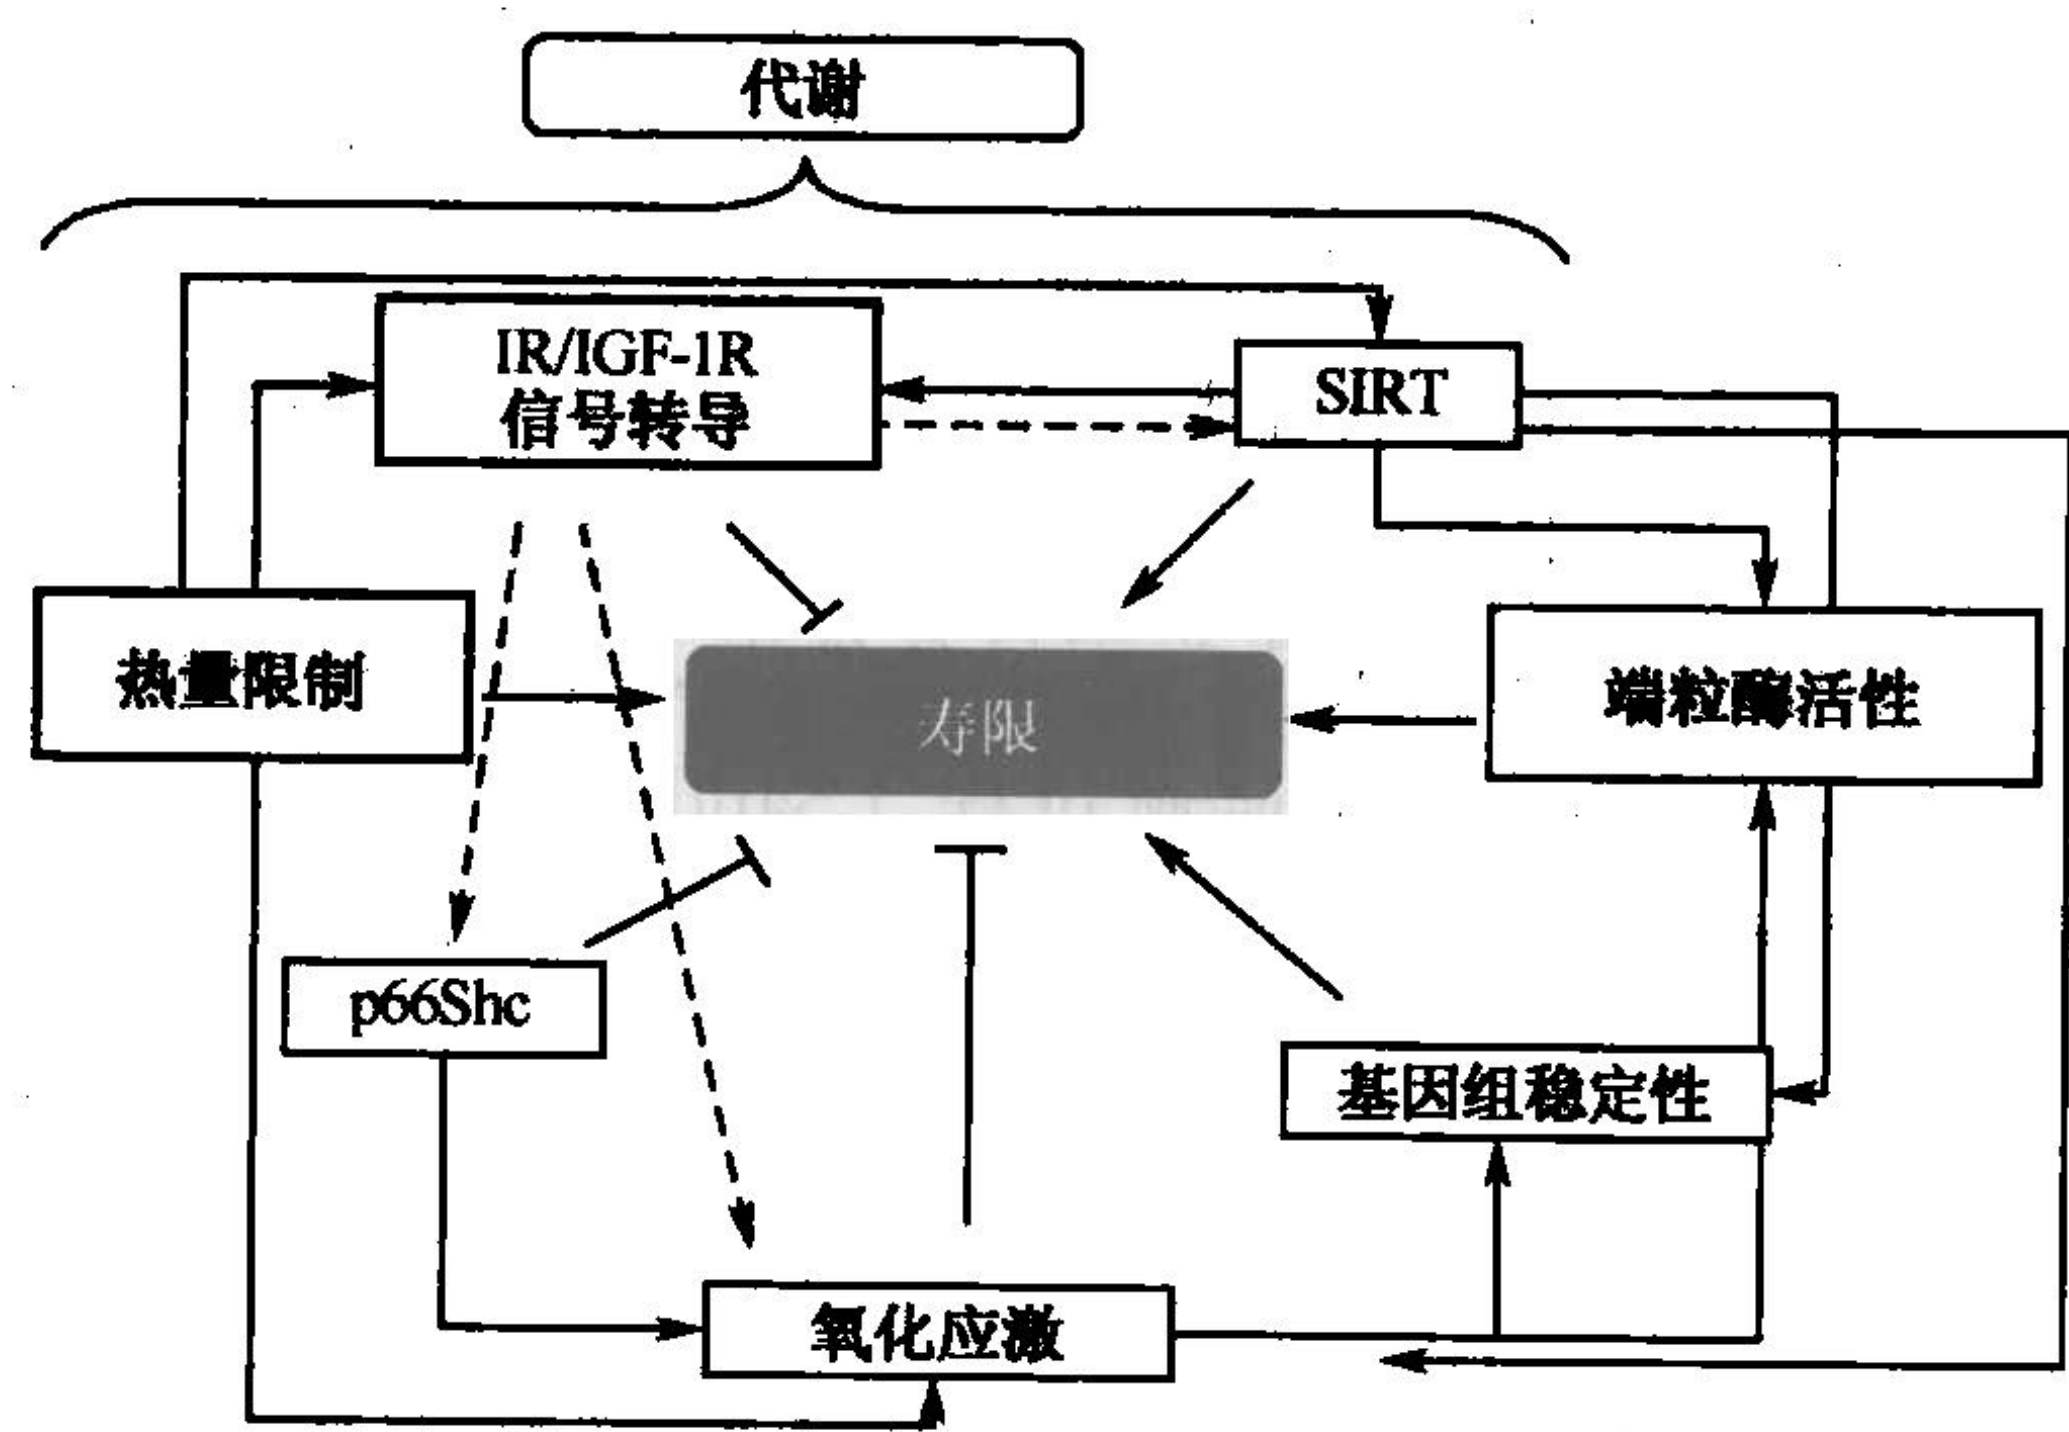 代谢
IR/IGF-1R
信号转导
SIRT
热量限制
寿限
端粒酶活性
p66Shc
基因组稳定性
氧化应激